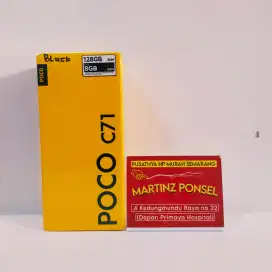 Black
128GB
8GB
POCO
POCO C71
PUSATNYA HP MURAH SEMARANG
MARTINZ PONSEL
Jl Kedungmundu Raya no 22
(Depan Primaya Hospital)